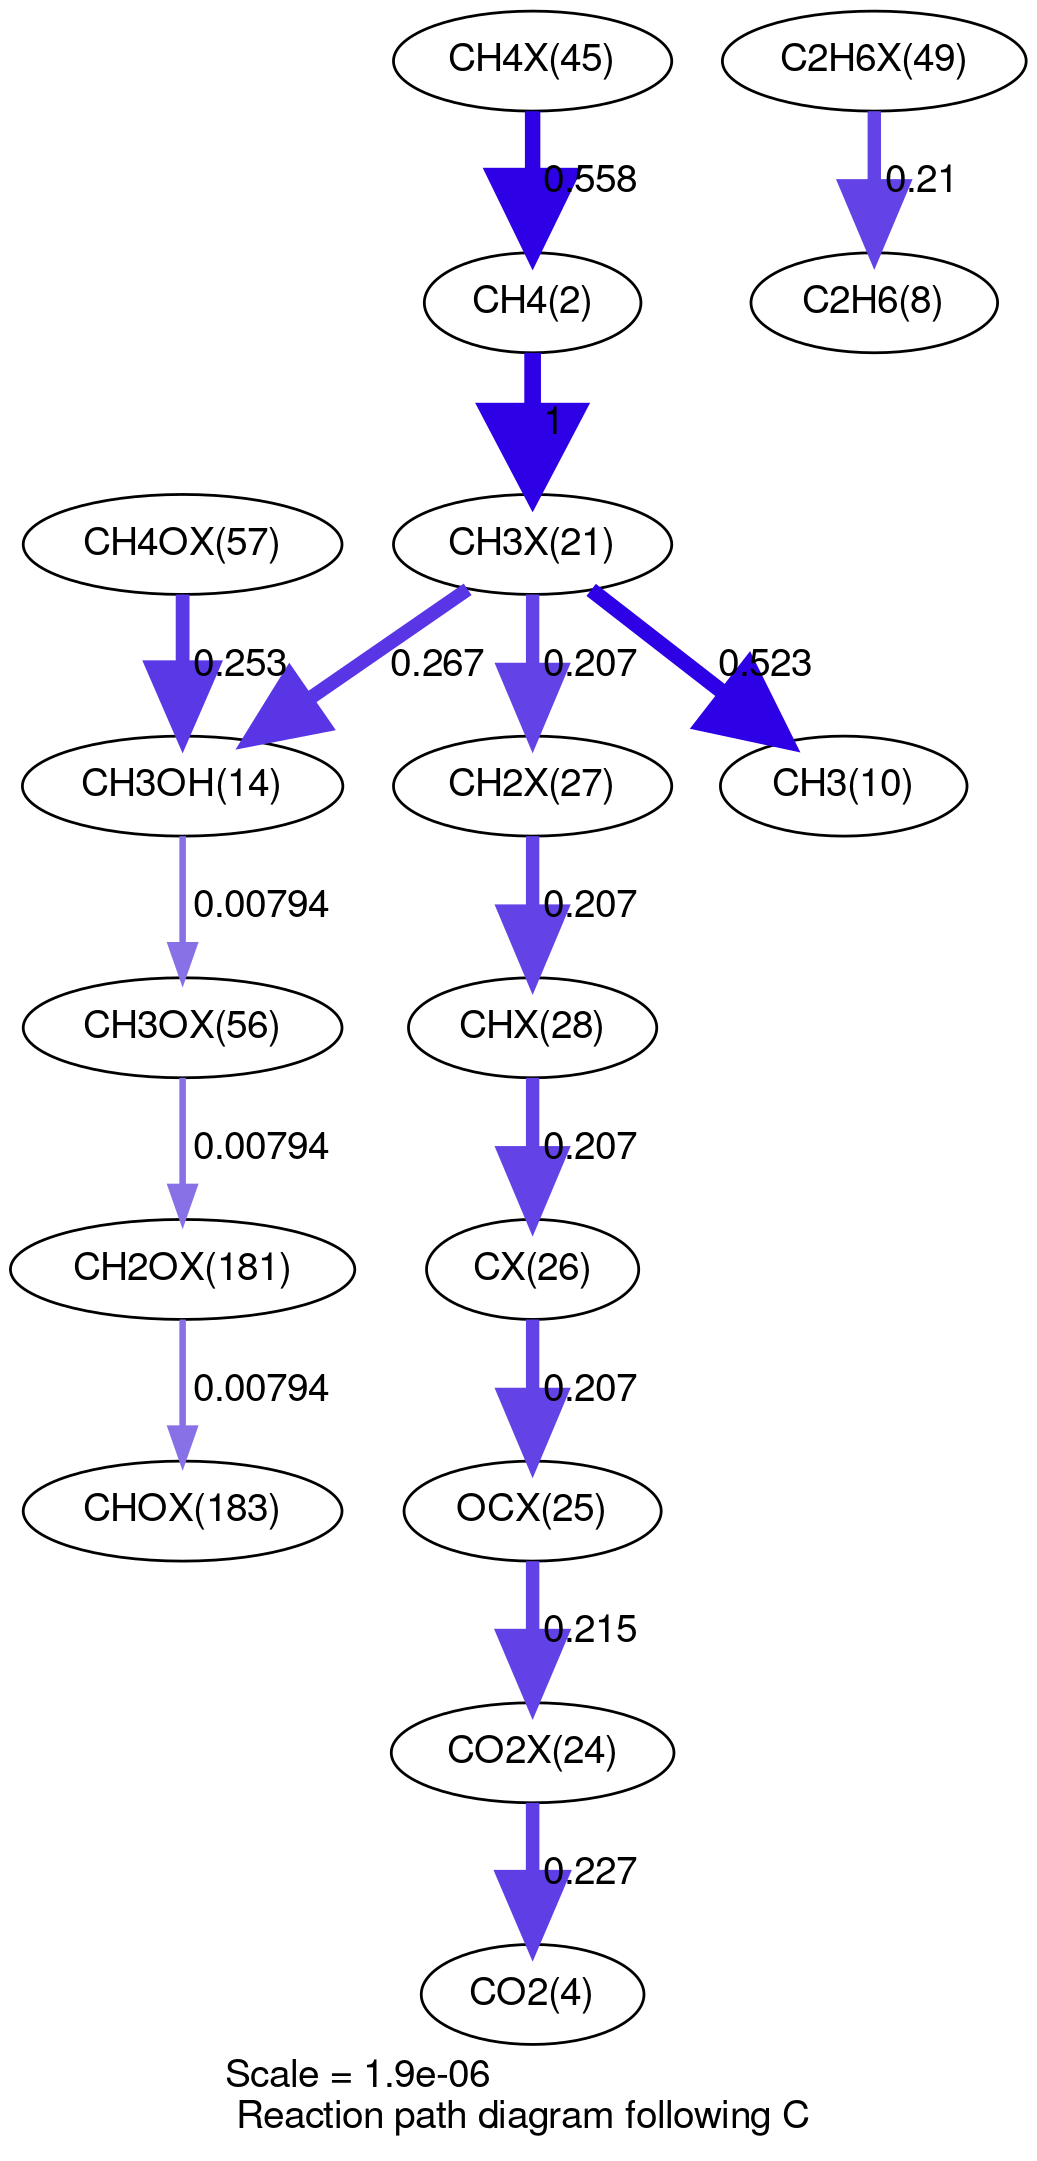 CH4X(45)
C2H6X(49)
0.558
0.21
CH4(2)
C2H6(8)
1
CH4OX(57)
CH3X(21)
0.253
0.267
0.207
0.523
CH3OH(14)
CH2X(27)
CH3(10)
0.00794
0.207
CH3OX(56)
CHX(28)
0.00794
0.207
CH2OX(181)
CX(26)
0.00794
0.207
CHOX(183)
OCX(25)
0.215
CO2X(24)
0.227
CO2(4)
Scale = 1.9e-06
Reaction path diagram following C